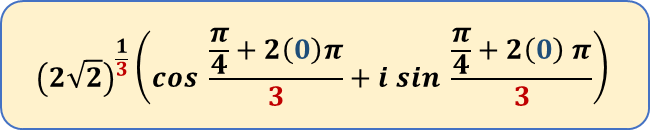 (2√2)^(1/3) (cos (π/4 + 2(0)π)/3 + i sin (π/4 + 2(0) π)/3)